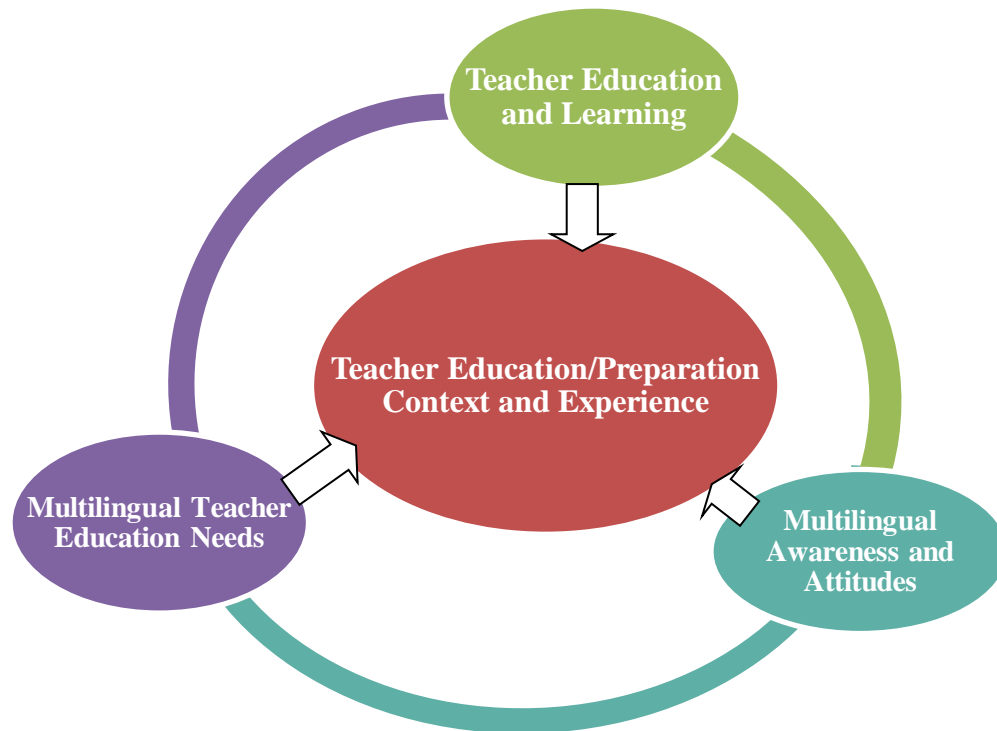 Teacher Education
and Learning
Teacher Education/Preparation
Context and Experience
Multilingual Teacher
Education Needs
Multilingual
Awareness and
Attitudes